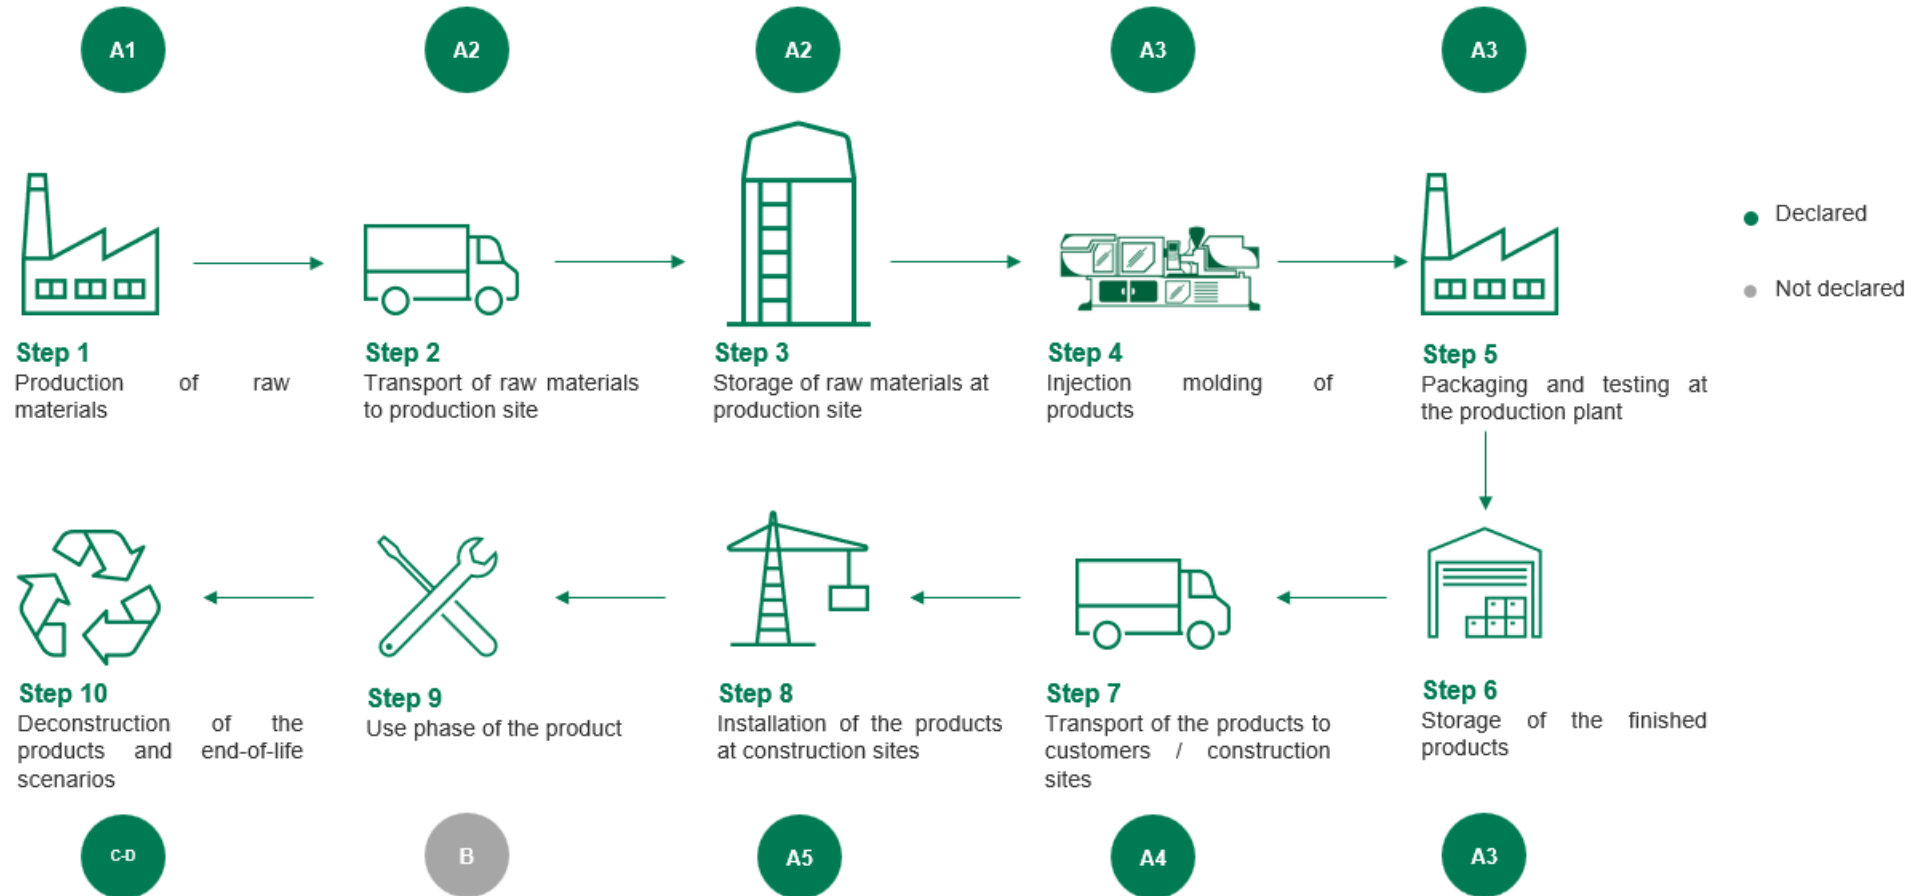 A1
A2
A2
A3
A3
Declared
Not declared
Step 1
Production of raw
materials
Step 2
Transport of raw materials
to production site
Step 3
Storage of raw materials at
production site
Step 4
Injection molding of
products
Step 5
Packaging and testing at
the production plant
Step 10
Deconstruction of the
products and end-of-life
scenarios
Step 9
Use phase of the product
Step 8
Installation of the products
at construction sites
Step 7
Transport of the products to
customers / construction
sites
Step 6
Storage of the finished
products
C-D
B
A5
A4
A3